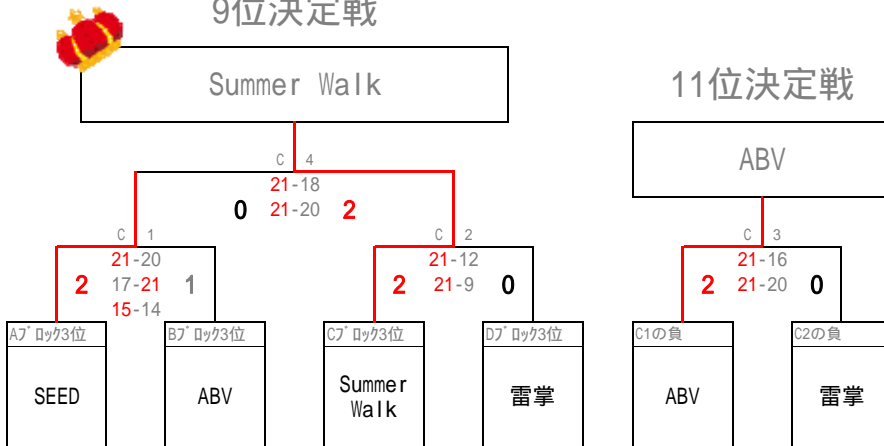 9位決定戦
Summer Walk
11位決定戦
ABV
C 4
21-18
0 21-20 2
C 1
21-20
2 17-21 1
15-14
C 2
21-12
2 21-9 0
C 3
21-16
2 21-20 0
Aブロック3位
SEED
Bブロック3位
ABV
Cブロック3位
Summer
Walk
Dブロック3位
雷掌
C1の負
ABV
C2の負
雷掌